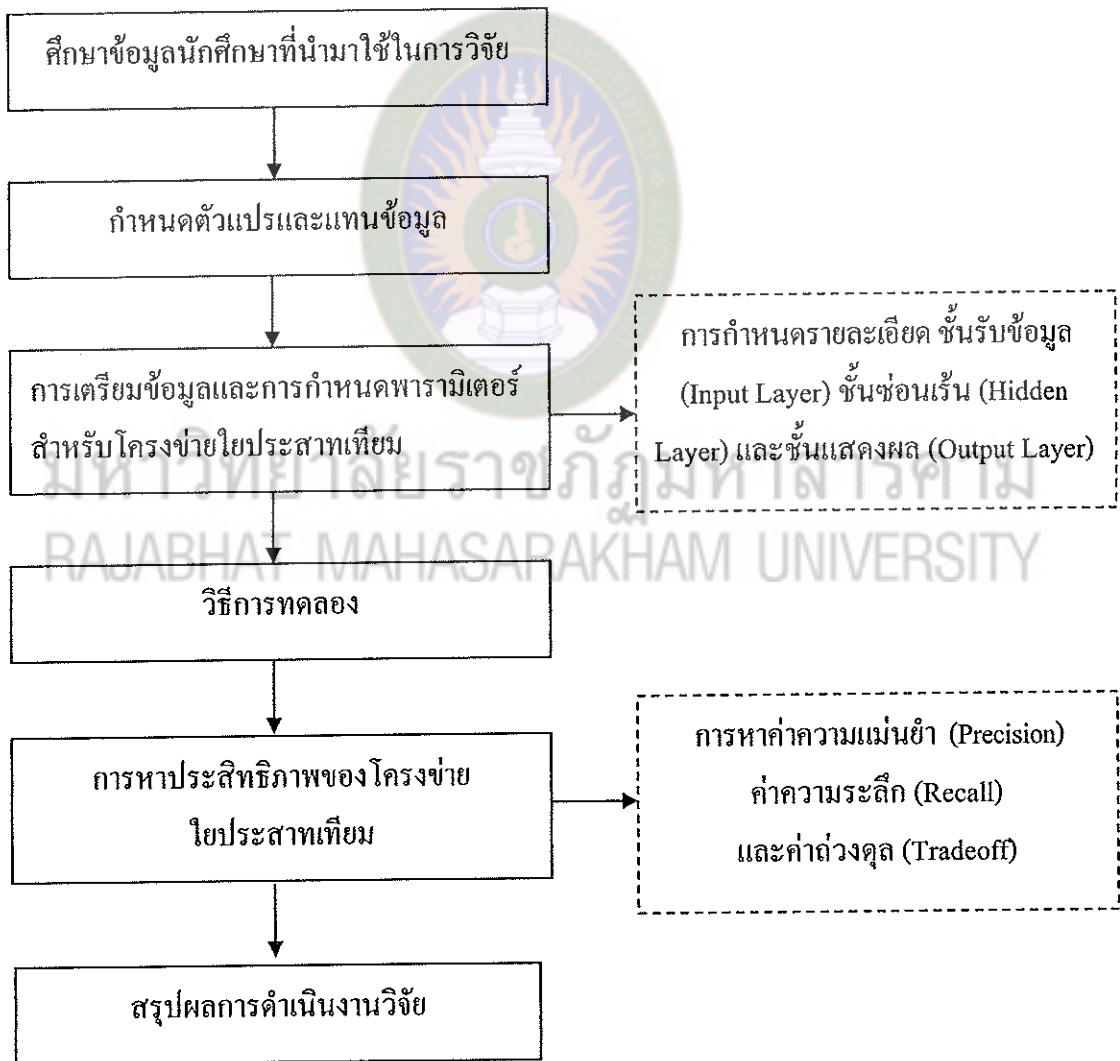 ศึกษาข้อมูลนักศึกษาที่นำมาใช้ในการวิจัย
กำหนดตัวแปรและแทนข้อมูล
การเตรียมข้อมูลและการกำหนดพารามิเตอร์
สำหรับโครงข่ายใยประสาทเทียม
การกำหนดรายละเอียด ชั้นรับข้อมูล
(Input Layer) ชั้นซ่อนเร้น (Hidden
Layer) และชั้นแสดงผล (Output Layer)
มหาวิทยาลัยราชภัฏมหาสารคาม
RAJABHAT MAHASARAKHAM UNIVERSITY
วิธีการทดลอง
การหาประสิทธิภาพของโครงข่าย
ใยประสาทเทียม
การหาค่าความแม่นยำ (Precision)
ค่าความระลึก (Recall)
และค่าถ่วงดุล (Tradeoff)
สรุปผลการดำเนินงานวิจัย